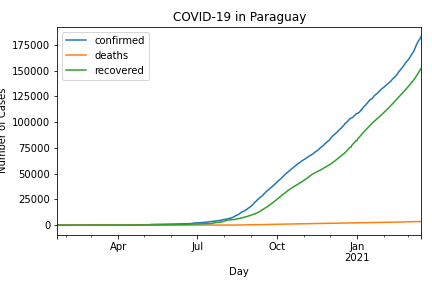 COVID-19 in Paraguay
confirmed
deaths
recovered
175000
150000
125000
100000
75000
50000
25000
0
Number of Cases
Apr
Jul
Oct
Jan
2021
Day